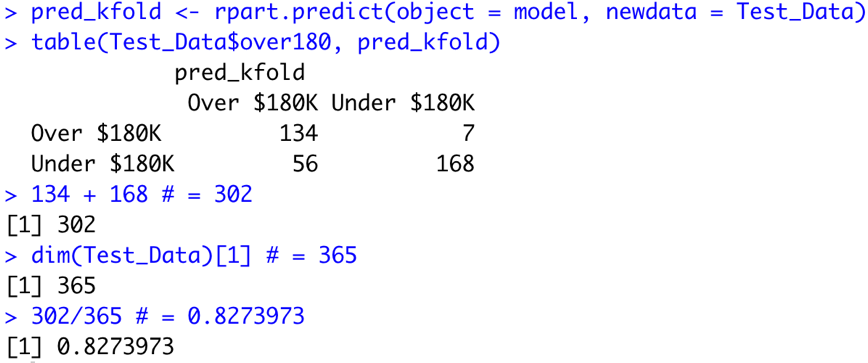 > pred_kfold <- rpart.predict(object = model, newdata = Test_Data)
> table(Test_Data$over180, pred_kfold)
pred_kfold
Over $180K Under $180K
Over $180K 134 7
Under $180K 56 168
> 134 + 168 # = 302
[1] 302
> dim(Test_Data)[1] # = 365
[1] 365
> 302/365 # = 0.8273973
[1] 0.8273973